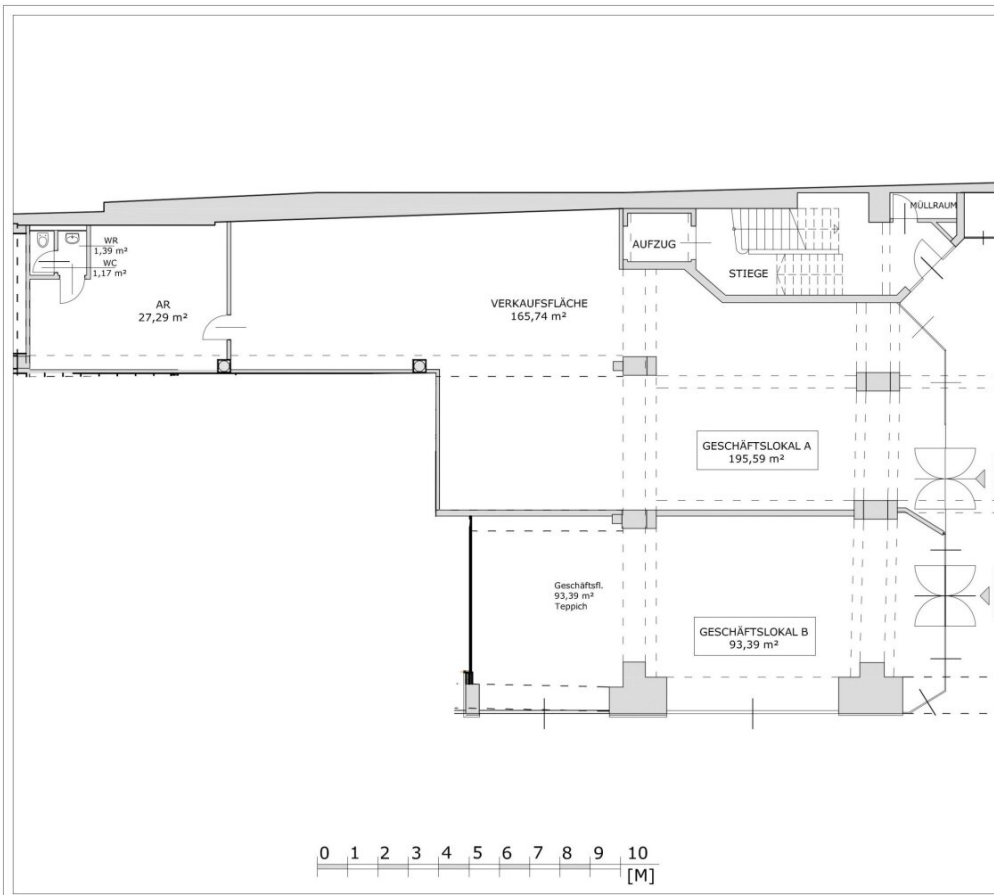 MÜLLRAUM
WR
1,39 m²
WC
1,17 m²
AUFZUG
STIEGE
AR
27,29 m²
VERKAUFSFLÄCHE
165,74 m²
GESCHÄFTSLOKAL A
195,59 m²
Geschäftsfl.
93,39 m²
Teppich
GESCHÄFTSLOKAL B
93,39 m²
0 1 2 3 4 5 6 7 8 9 10
[M]